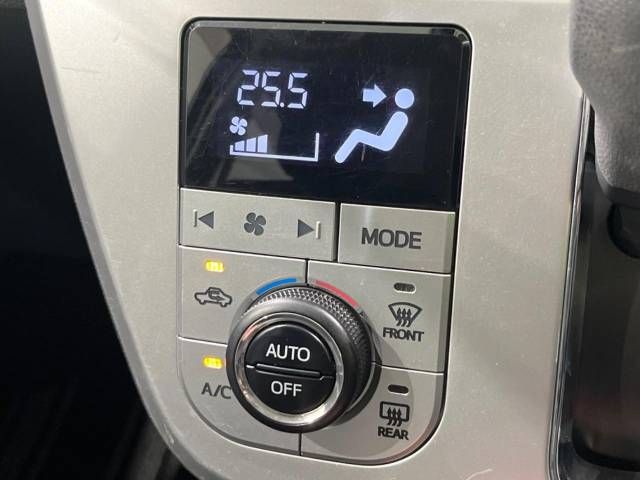 25.5
MODE
FRONT
AUTO
OFF
A/C
REAR